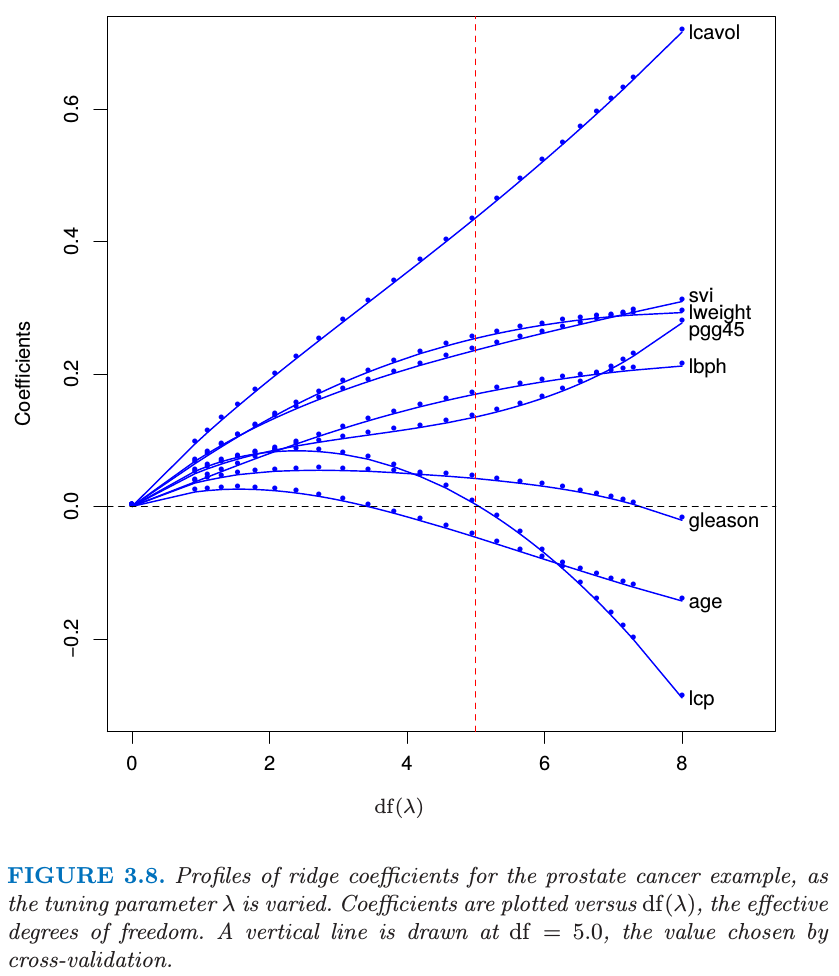 lcavol
0.6
0.4
Coefficients
svi
lweight
pgg45
lbph
0.2
0.0
gleason
age
−0.2
lcp
0 2 4 6 8
df(λ)
FIGURE 3.8. Profiles of ridge coefficients for the prostate cancer example, as
the tuning parameter λ is varied. Coefficients are plotted versus df(λ), the effective
degrees of freedom. A vertical line is drawn at df = 5.0, the value chosen by
cross-validation.